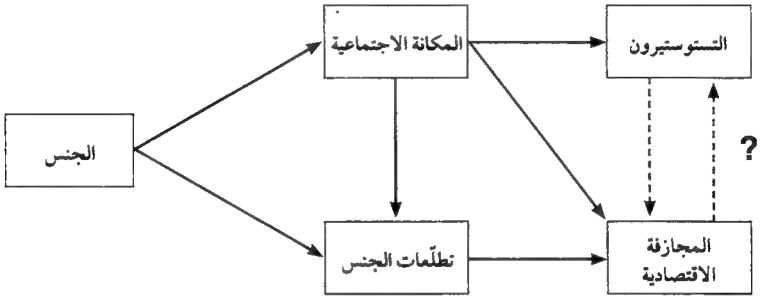 المكانة الاجتماعية
التستوستيرون
الجنس
?
تطلّعات الجنس
المجازفة
الاقتصادية